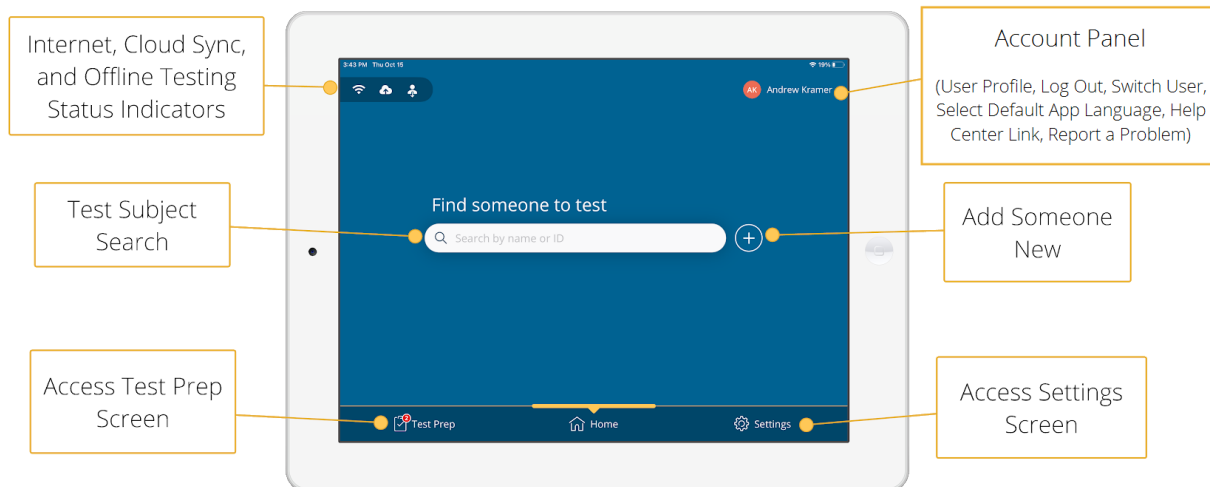 Internet, Cloud Sync,
and Offline Testing
Status Indicators
Account Panel
(User Profile, Log Out, Switch User,
Select Default App Language, Help
Center Link, Report a Problem)
3:43 PM Thu Oct 15
19%
AK Andrew Kramer
Test Subject
Search
Find someone to test
Search by name or ID
+
Add Someone
New
Access Test Prep
Screen
2
Test Prep
Home
Settings
Access Settings
Screen